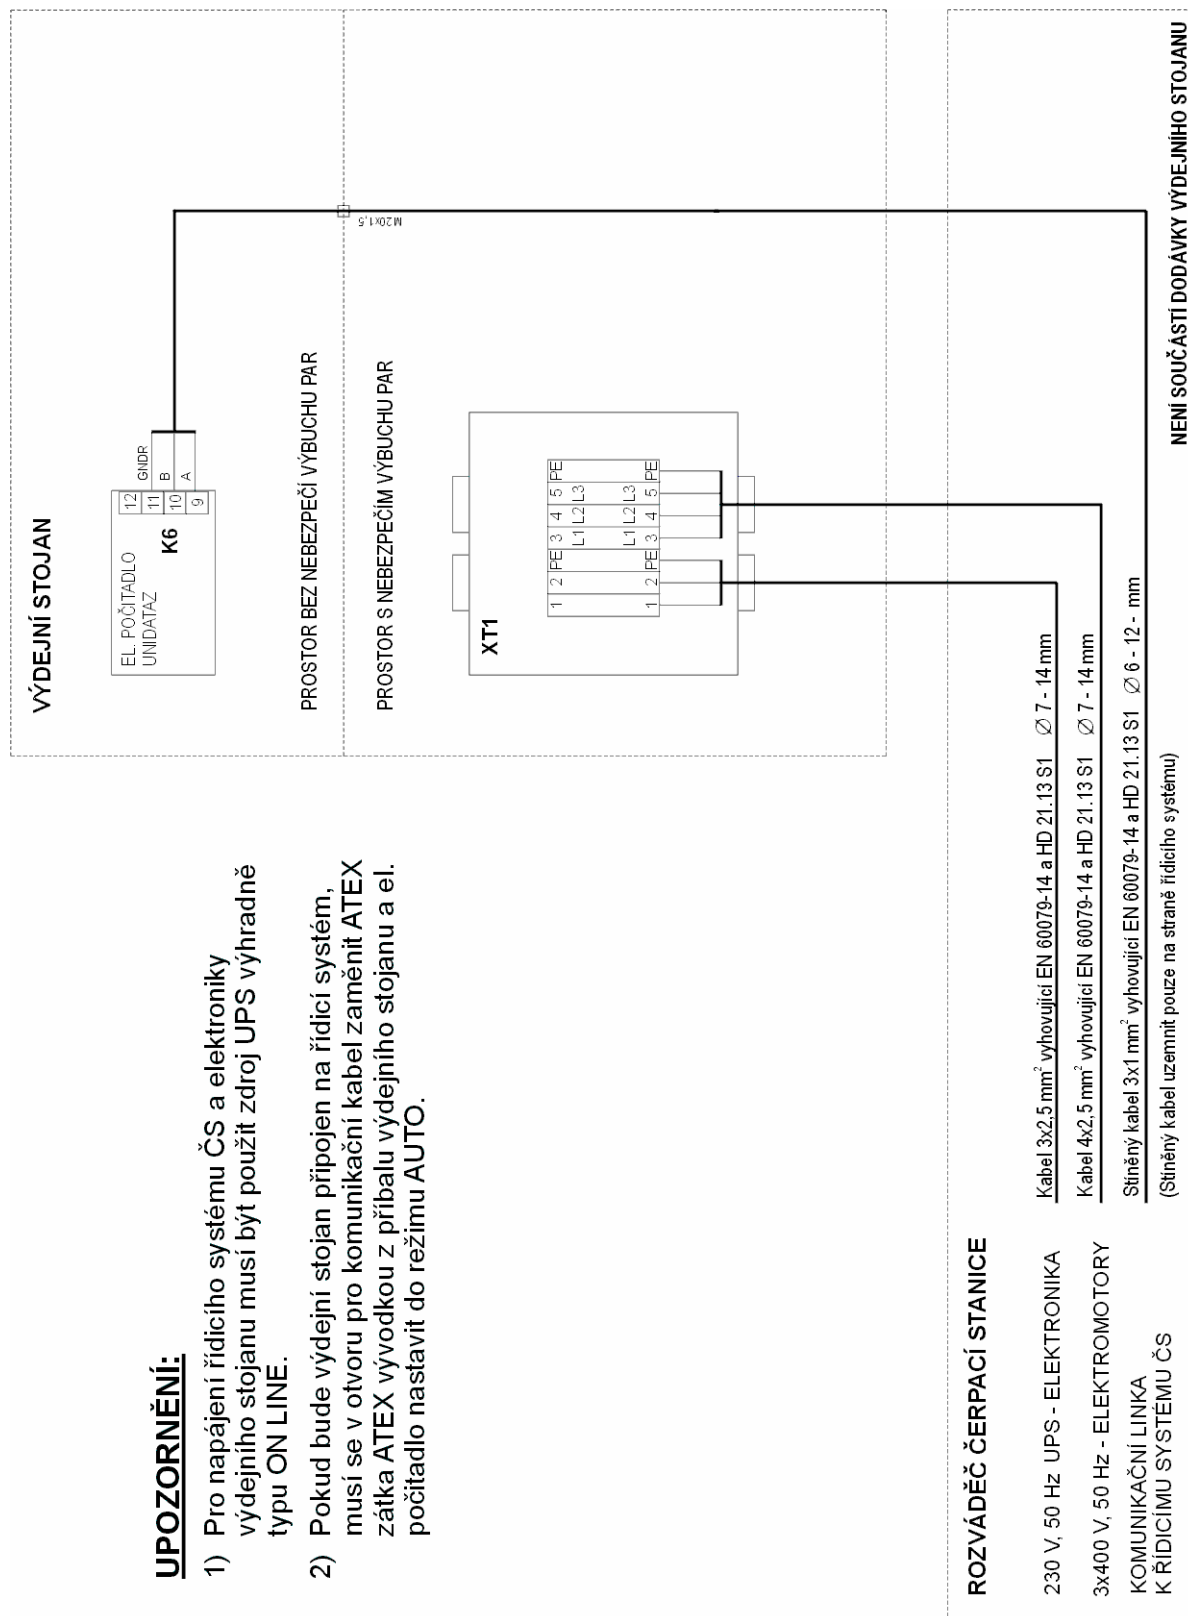 UPOZORNĚNÍ:
1) Pro napájení řídicího systému ČS a elektroniky
výdejního stojanu musí být použit zdroj UPS výhradně
typu ON LINE.
2) Pokud bude výdejní stojan připojen na řídicí systém,
musí se v otvoru pro komunikační kabel zaměnit ATEX
zátka ATEX vývodkou z příbalu výdejního stojanu a el.
počitadlo nastavit do režimu AUTO.
VÝDEJNÍ STOJAN
EL. POČITADLO
UNIDATAZ
K6
12
11
10
9
GNDR
B
A
PROSTOR BEZ NEBEZPEČÍ VÝBUCHU PAR
M20x1,5
PROSTOR S NEBEZPEČÍM VÝBUCHU PAR
XT1
1 2 PE 3 4 5 PE
L1 L2 L3
L1 L2 L3
1 2 PE 3 4 5 PE
ROZVÁDĚČ ČERPACÍ STANICE
230 V, 50 Hz UPS - ELEKTRONIKA
Kabel 3x2,5 mm² vyhovující EN 60079-14 a HD 21.13 S1 ∅ 7 - 14 mm
3x400 V, 50 Hz - ELEKTROMOTORY
Kabel 4x2,5 mm² vyhovující EN 60079-14 a HD 21.13 S1 ∅ 7 - 14 mm
KOMUNIKAČNÍ LINKA
K ŘÍDICÍMU SYSTÉMU ČS
Stíněný kabel 3x1 mm² vyhovující EN 60079-14 a HD 21.13 S1 ∅ 6 - 12 - mm
(Stíněný kabel uzemnit pouze na straně řídicího systému)
NENÍ SOUČÁSTÍ DODÁVKY VÝDEJNÍHO STOJANU